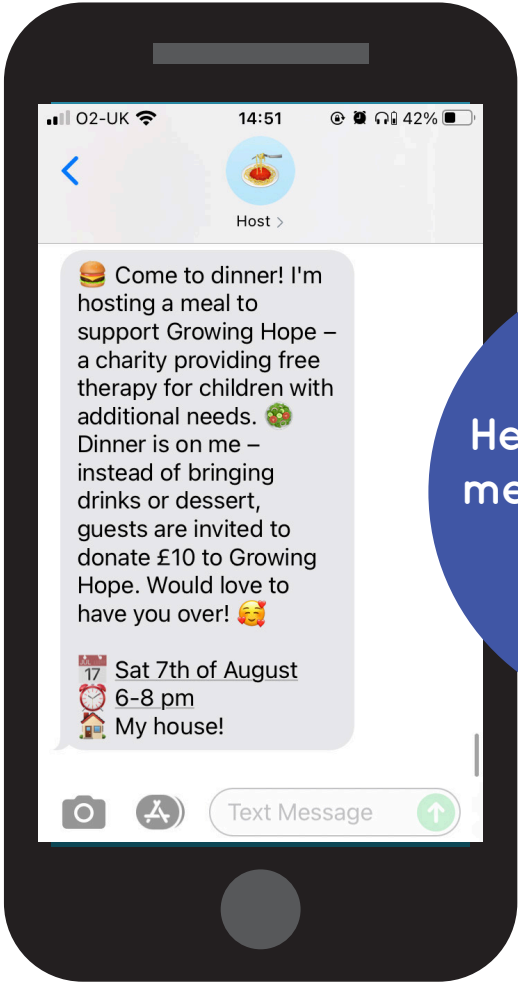 O2-UK 14:51 42%
Host >
🍔 Come to dinner! I'm
hosting a meal to
support Growing Hope –
a charity providing free
therapy for children with
additional needs. 🥗
Dinner is on me –
instead of bringing
drinks or dessert,
guests are invited to
donate £10 to Growing
Hope. Would love to
have you over! 🥰
📅 Sat 7th of August
⏰ 6-8 pm
🏠 My house!
Text Message